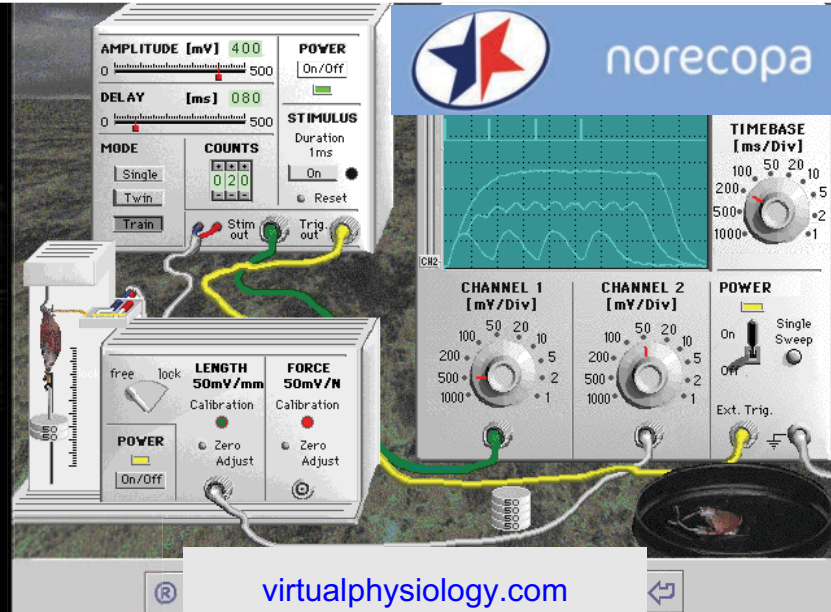 AMPLITUDE [mV] 400
0 500
DELAY [ms] 080
0 500
MODE
Single
Twin
Train
COUNTS
+ + +
0 2 0
- - -
POWER
On/Off
STIMULUS
Duration
1ms
On
Reset
Stim
out
Trig.
out
norecopa
CH2
TIMEBASE
[ms/Div]
1000 500 200 100 50 20 10 5 2 1
CHANNEL 1
[mV/Div]
1000 500 200 100 50 20 10 5 2 1
CHANNEL 2
[mV/Div]
1000 500 200 100 50 20 10 5 2 1
POWER
On
Off
Single
Sweep
Ext. Trig.
50
50
free lock
LENGTH
50mV/mm
Calibration
Zero
Adjust
FORCE
50mV/N
Calibration
Zero
Adjust
POWER
On/Off
50
50
50
50
®
virtualphysiology.com